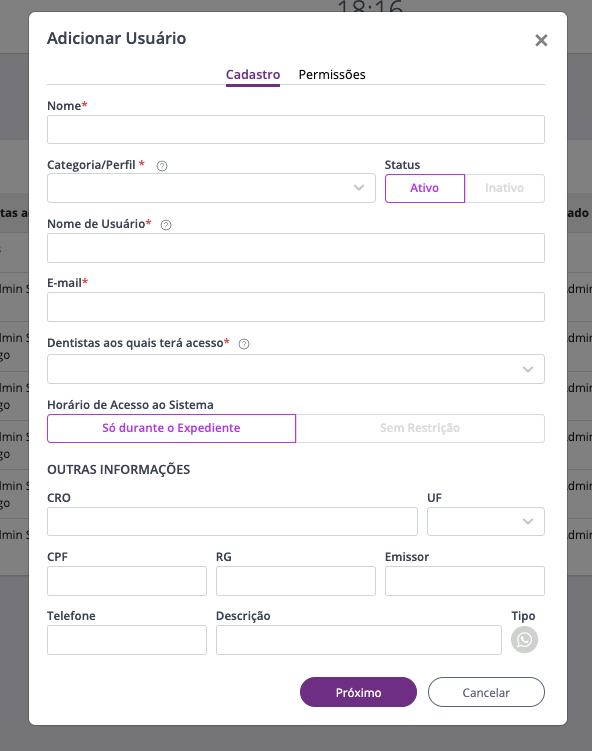 18:16
Adicionar Usuário
Cadastro Permissões
Nome*
Categoria/Perfil * Status
Ativo Inativo
Nome de Usuário*
E-mail*
Dentistas aos quais terá acesso*
Horário de Acesso ao Sistema
Só durante o Expediente Sem Restrição
OUTRAS INFORMAÇÕES
CRO UF
CPF RG Emissor
Telefone Descrição Tipo
Próximo Cancelar